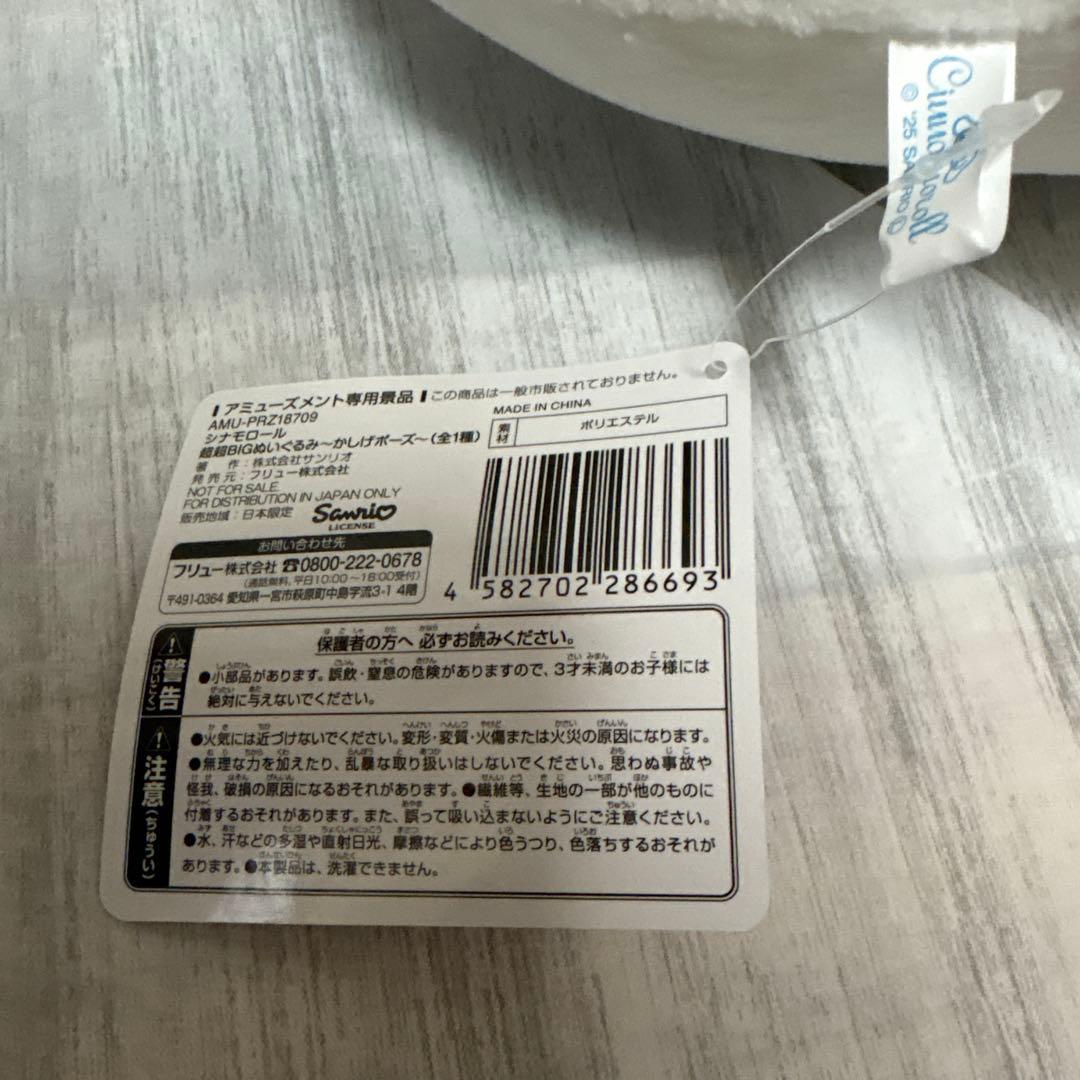 Cinnamoroll
© '25 SANRIO Ⓕ
アミューズメント専用景品 この商品は一般市販されておりません。
AMU-PRZ18709
シナモロール
超超BIGぬいぐるみ～かしげポーズ～(全1種)
著 作:株式会社サンリオ
発売元:フリュー株式会社
NOT FOR SALE.
FOR DISTRIBUTION IN JAPAN ONLY
販売地域:日本限定
Sanrio
LICENSE
MADE IN CHINA
素材 ポリエステル
4 582702 286693
お問い合わせ先
フリュー株式会社 ☎0800-222-0678
(通話無料、平日10:00～18:00受付)
〒491-0364 愛知県一宮市萩原町中島字流3-1 4階
警告(けいこく)
保護者の方へ 必ずお読みください。
●小部品があります。誤飲・窒息の危険がありますので、3才未満のお子様には
絶対に与えないでください。
注意(ちゅうい)
●火気には近づけないでください。変形・変質・火傷または火災の原因になります。
●無理な力を加えたり、乱暴な取り扱いはしないでください。思わぬ事故や
怪我、破損の原因になるおそれがあります。●繊維等、生地の一部が他のものに
付着するおそれがあります。また、誤って吸い込まないようにご注意ください。
●水、汗などの多湿や直射日光、摩擦などにより色うつり、色落ちするおそれが
あります。●本製品は、洗濯できません。